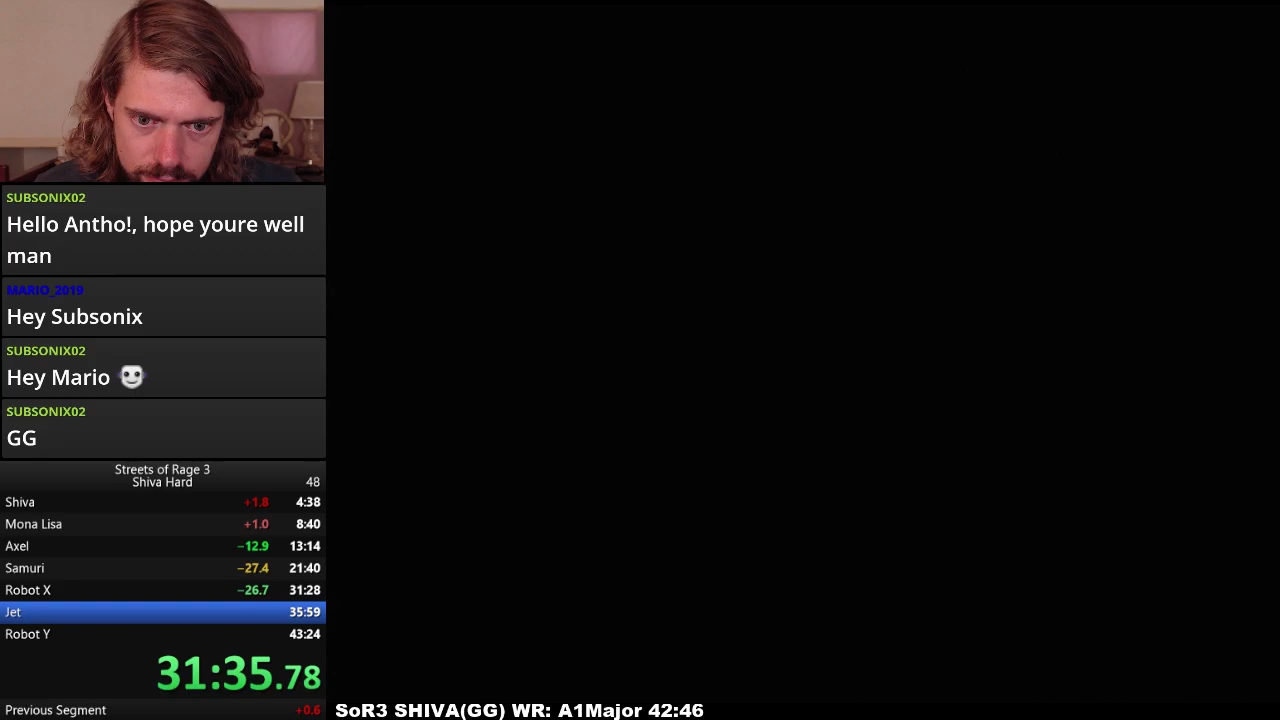 SUBSONIX02
Hello Antho!, hope youre well
man
MARIO_2019
Hey Subsonix
SUBSONIX02
Hey Mario
SUBSONIX02
GG
Streets of Rage 3
Shiva Hard 48
Shiva +1.8 4:38
Mona Lisa +1.0 8:40
Axel −12.9 13:14
Samuri −27.4 21:40
Robot X −26.7 31:28
Jet 35:59
Robot Y 43:24
31:35.78
Previous Segment +0.6
SoR3 SHIVA(GG) WR: A1Major 42:46